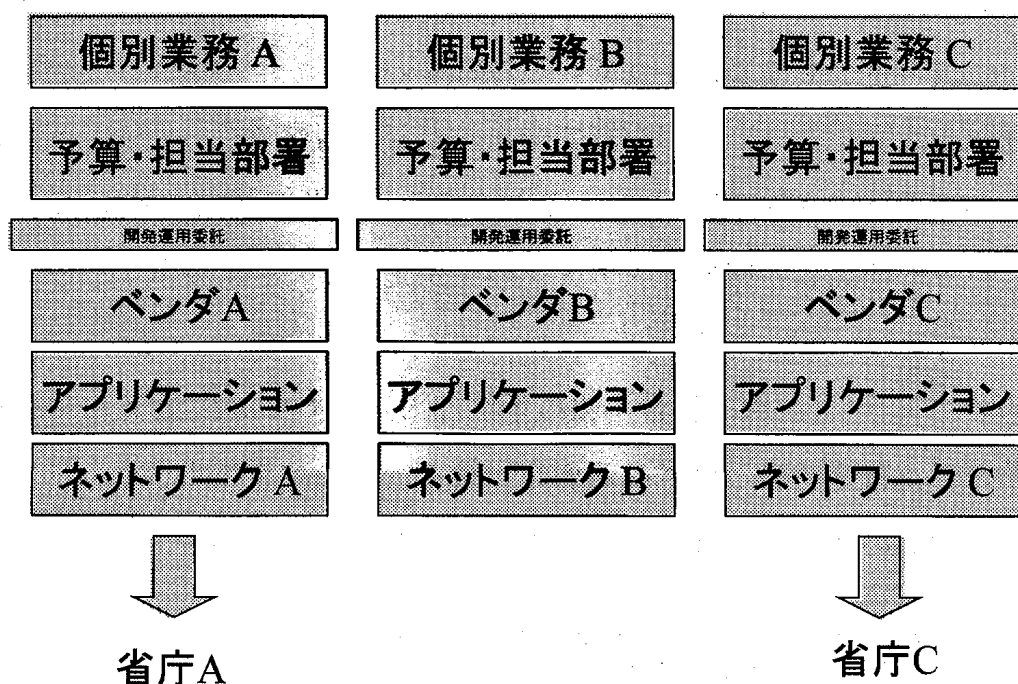 個別業務 A
個別業務 B
個別業務 C
予算・担当部署
予算・担当部署
予算・担当部署
開発運用委託
開発運用委託
開発運用委託
ベンダA
ベンダB
ベンダC
アプリケーション
アプリケーション
アプリケーション
ネットワーク A
ネットワーク B
ネットワーク C
省庁A
省庁C